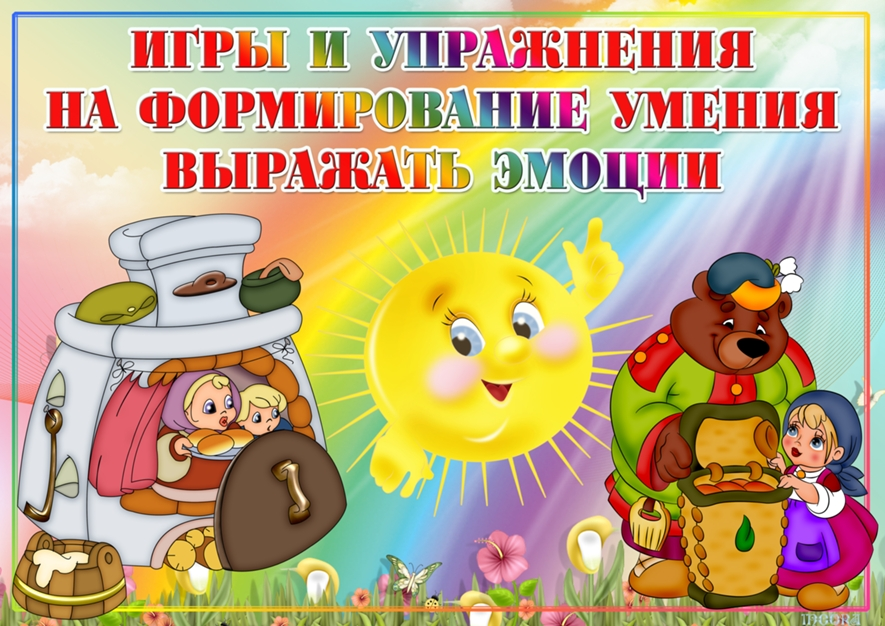 ИГРЫ И УПРАЖНЕНИЯ
НА ФОРМИРОВАНИЕ УМЕНИЯ
ВЫРАЖАТЬ ЭМОЦИИ